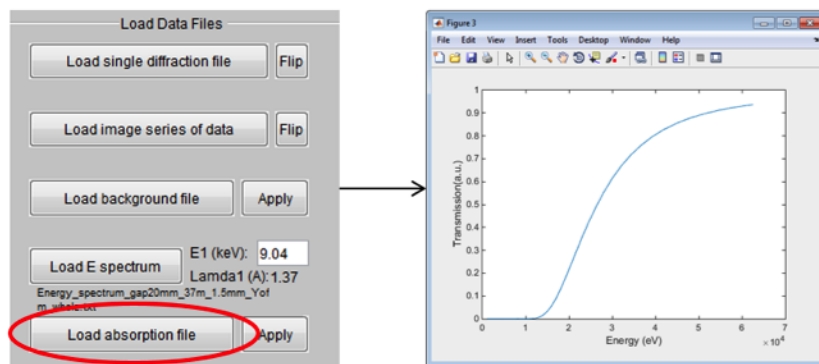 Load Data Files
Load single diffraction file
Flip
Load image series of data
Flip
Load background file
Apply
Load E spectrum
E1 (keV): 9.04
Lamda1 (A): 1.37
Energy_spectrum_gap20mm_37m_1.5mm_Yof
m_whole.txt
Load absorption file
Apply
Figure 3
File Edit View Insert Tools Desktop Window Help
1
0.9
0.8
0.7
0.6
0.5
0.4
0.3
0.2
0.1
0
Transmission(a.u.)
0 1 2 3 4 5 6 7
Energy (eV)
×10⁴